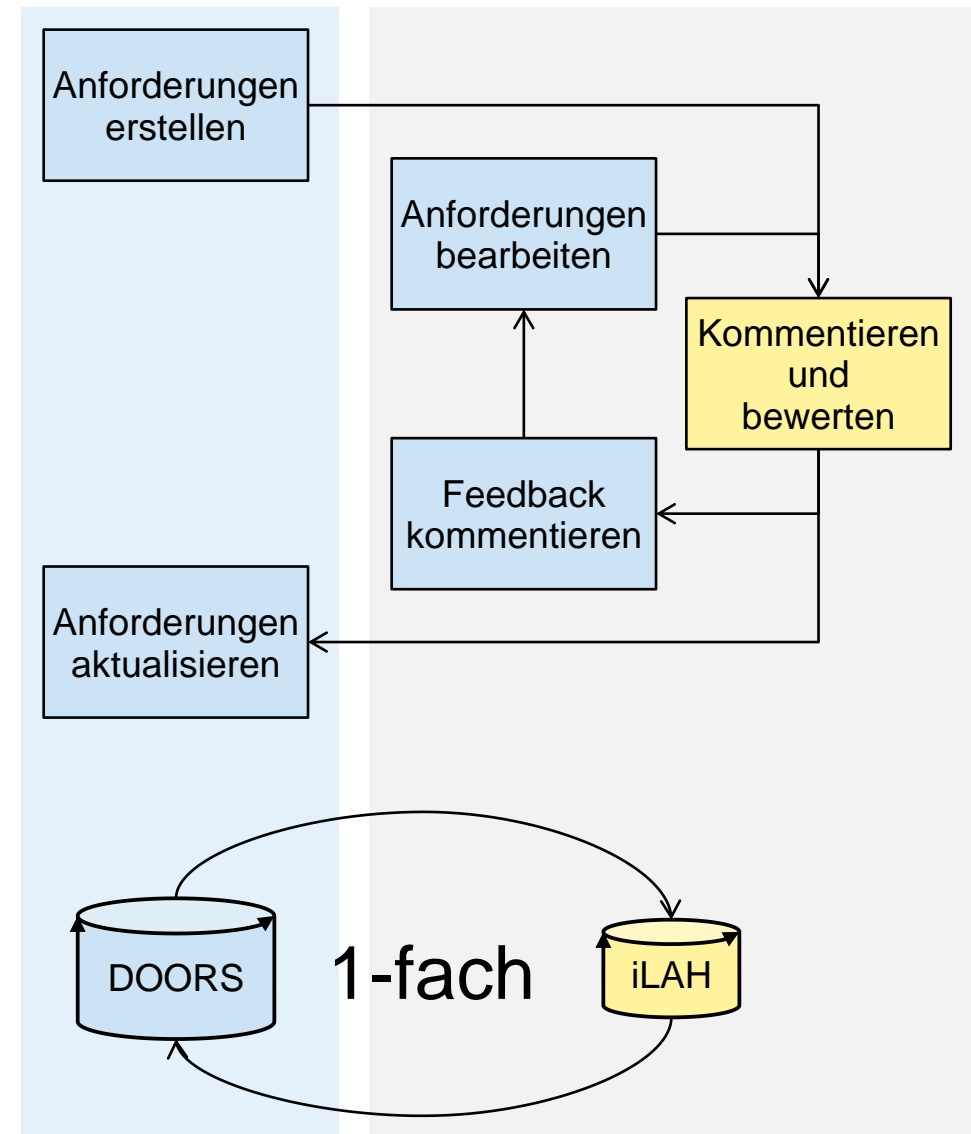 Anforderungen
erstellen
Anforderungen
bearbeiten
Kommentieren
und
bewerten
Feedback
kommentieren
Anforderungen
aktualisieren
DOORS
1-fach
iLAH